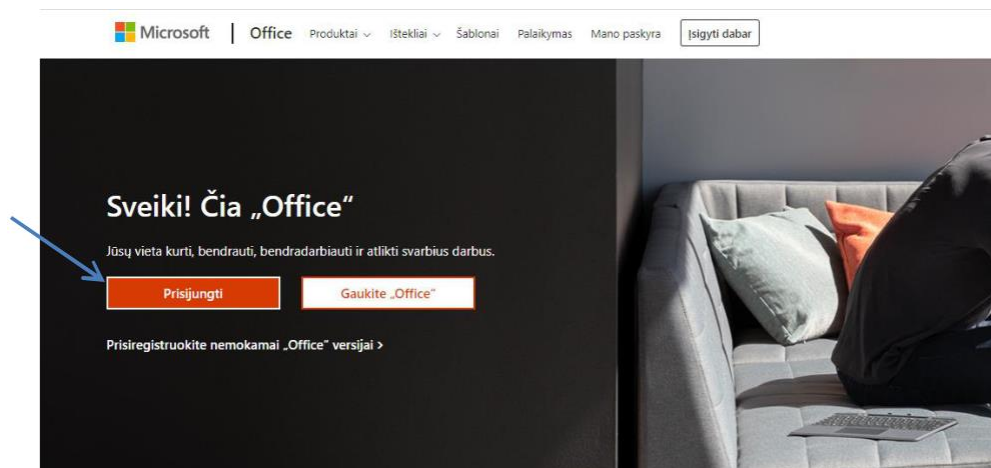 Microsoft | Office Produktai Ištekliai Šablonai Palaikymas Mano paskyra Įsigyti dabar
Sveiki! Čia „Office“
Jūsų vieta kurti, bendrauti, bendradarbiauti ir atlikti svarbius darbus.
Prisijungti Gaukite „Office“
Prisiregistruokite nemokamai „Office“ versijai >